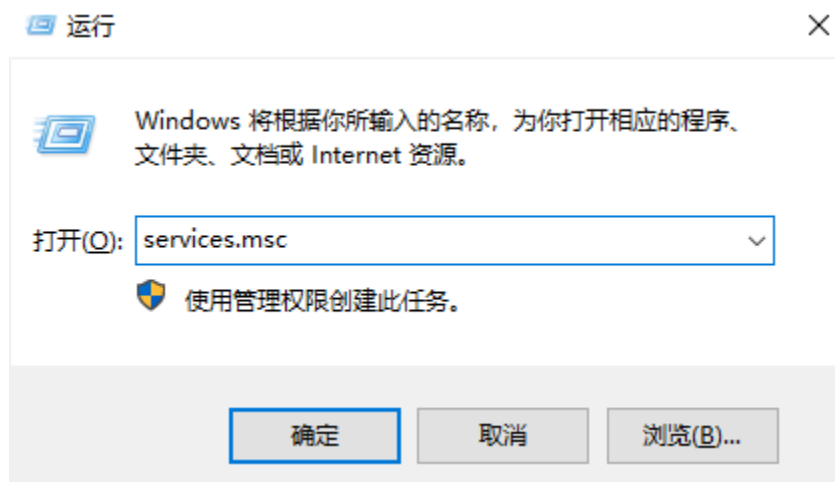 运行
Windows 将根据你所输入的名称，为你打开相应的程序、
文件夹、文档或 Internet 资源。
打开(O): services.msc
使用管理权限创建此任务。
确定 取消 浏览(B)...